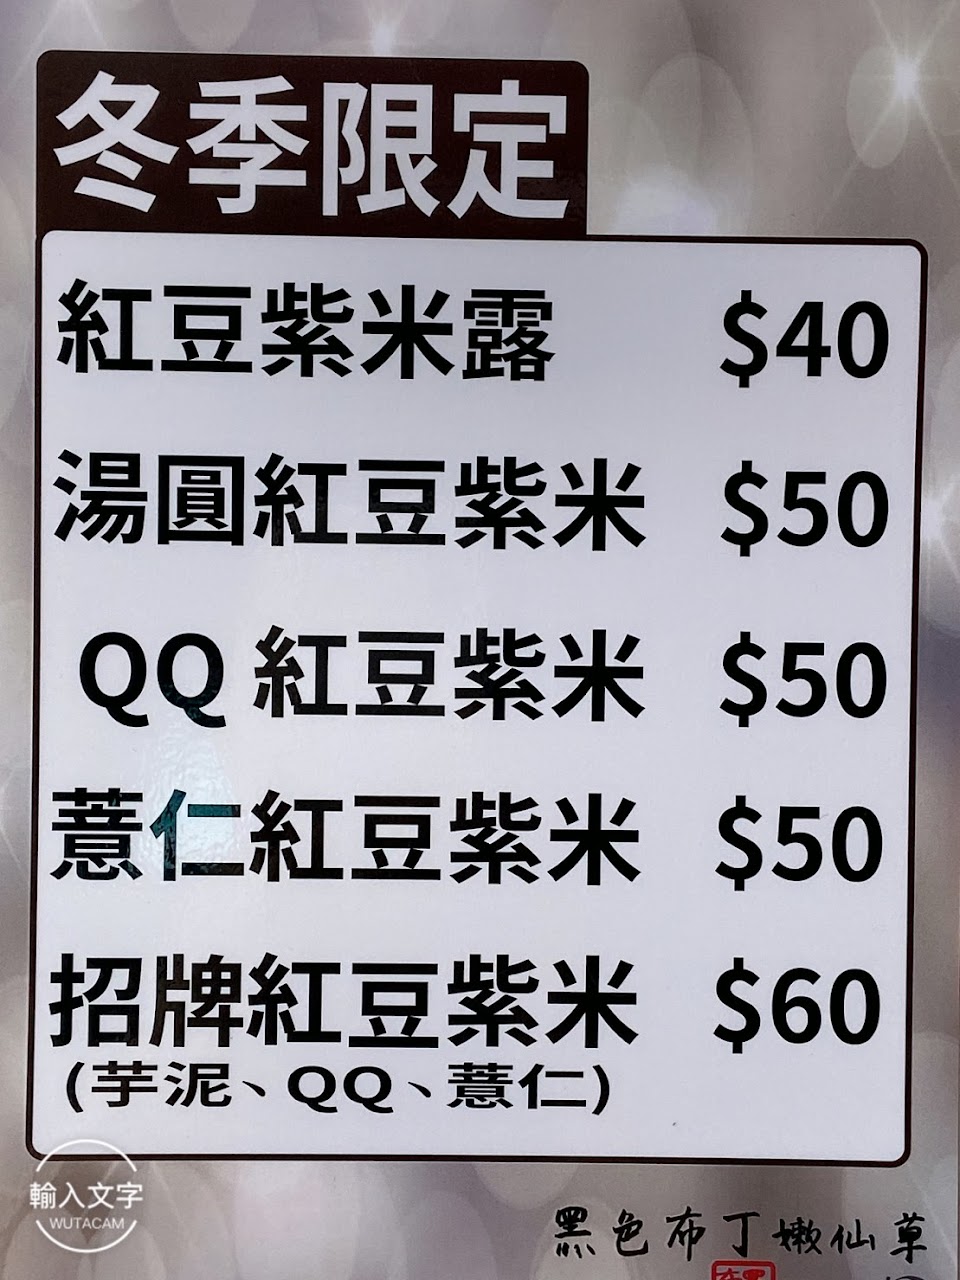 冬季限定
紅豆紫米露 $40
湯圓紅豆紫米 $50
QQ 紅豆紫米 $50
薏仁紅豆紫米 $50
招牌紅豆紫米 $60
(芋泥、QQ、薏仁)
輸入文字
WUTACAM
黑色布丁嫩仙草